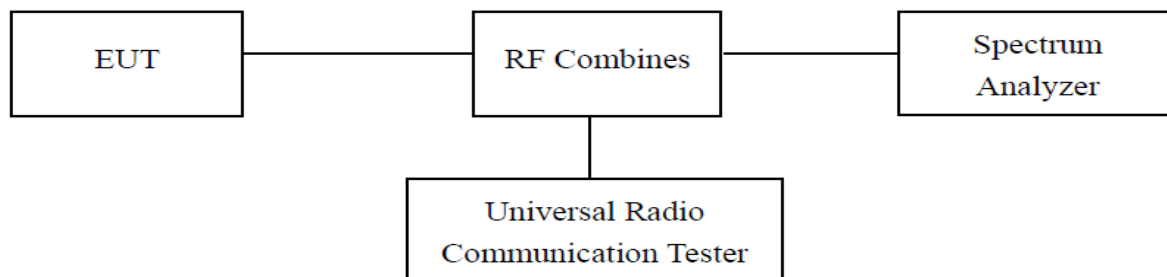 EUT
RF Combines
Spectrum
Analyzer
Universal Radio
Communication Tester